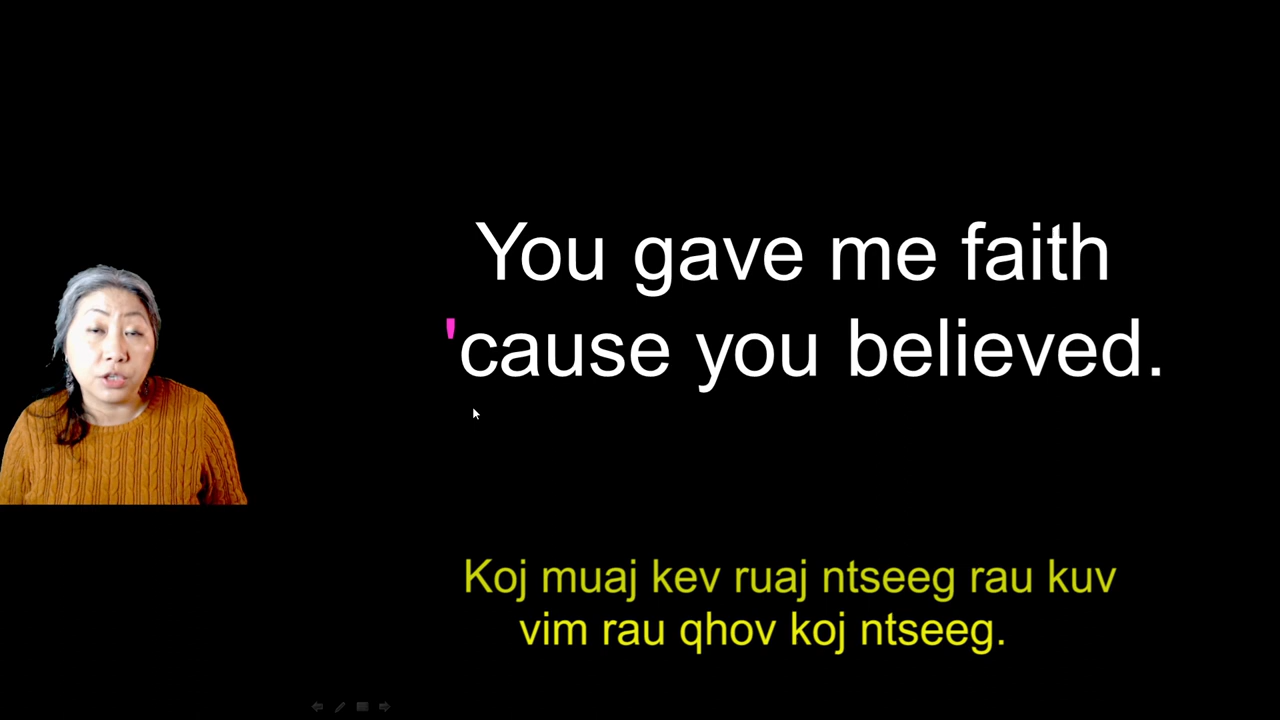 You gave me faith
'cause you believed.
Koj muaj kev ruaj ntseeg rau kuv
vim rau qhov koj ntseeg.